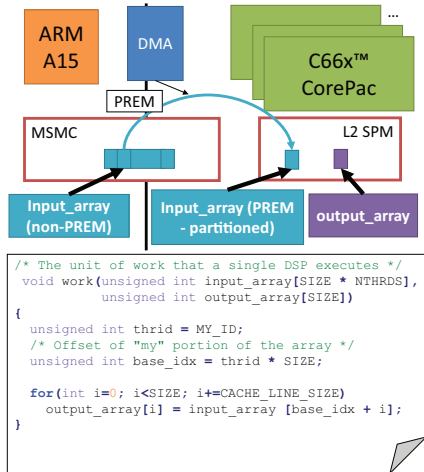 ARM
A15
DMA
...
C66x™
CorePac
PREM
MSMC
L2 SPM
Input_array
(non-PREM)
Input_array (PREM
- partitioned)
output_array
/* The unit of work that a single DSP executes */
void work(unsigned int input_array[SIZE * NTHRDS],
unsigned int output_array[SIZE])
{
unsigned int thrid = MY_ID;
/* Offset of "my" portion of the array */
unsigned int base_idx = thrid * SIZE;
for(int i=0; i<SIZE; i+=CACHE_LINE_SIZE)
output_array[i] = input_array [base_idx + i];
}